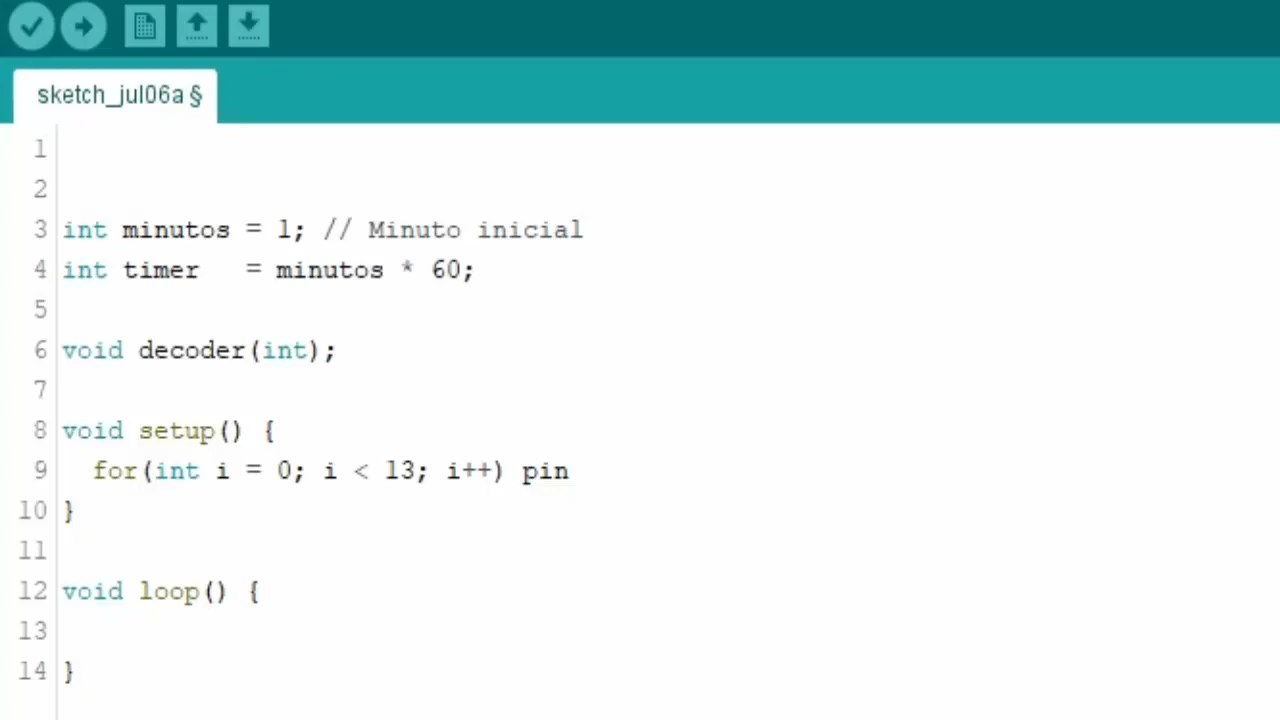 sketch_jul06a §
1
2
3 int minutos = 1; // Minuto inicial
4 int timer   = minutos * 60;
5
6 void decoder(int);
7
8 void setup() {
9   for(int i = 0; i < 13; i++) pin
10 }
11
12 void loop() {
13
14 }